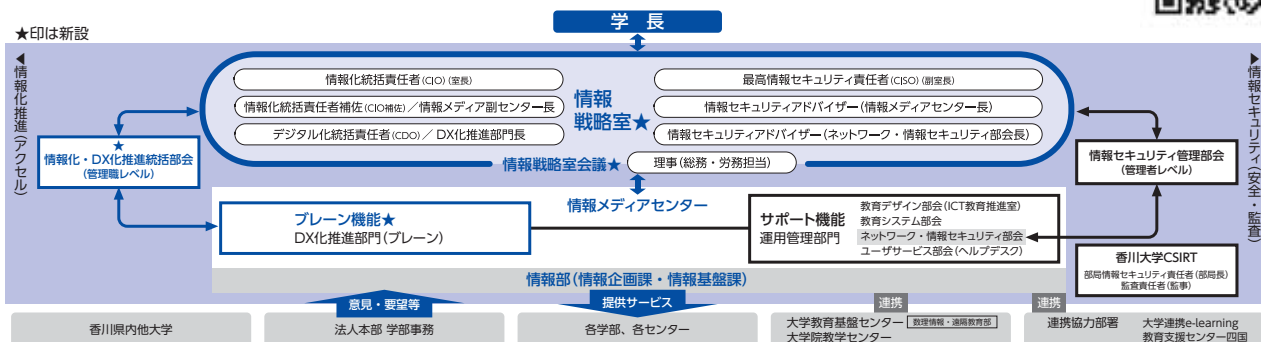 学 長
★印は新設
◀情報化推進(アクセル)
▶情報セキュリティ(安全・監査)
情報化統括責任者(CIO)(室長)
最高情報セキュリティ責任者(CISO)(副室長)
情報化統括責任者補佐(CIO補佐)／情報メディア副センター長
情報
戦略室★
情報セキュリティアドバイザー(情報メディアセンター長)
デジタル化統括責任者(CDO)／DX化推進部門長
情報セキュリティアドバイザー(ネットワーク・情報セキュリティ部会長)
情報戦略室会議★
理事(総務・労務担当)
★
情報化・DX化推進統括部会
(管理職レベル)
情報セキュリティ管理部会
(管理者レベル)
情報メディアセンター
ブレーン機能★
DX化推進部門(ブレーン)
サポート機能
運用管理部門
教育デザイン部会(ICT教育推進室)
教育システム部会
ネットワーク・情報セキュリティ部会
ユーザサービス部会(ヘルプデスク)
香川大学CSIRT
部局情報セキュリティ責任者(部局長)
監査責任者(監事)
情報部(情報企画課・情報基盤課)
意見・要望等
提供サービス
連携
連携
香川県内他大学
法人本部 学部事務
各学部、各センター
大学教育基盤センター 数理情報・遠隔教育部
大学院教学センター
連携協力部署
大学連携e-learning
教育支援センター四国